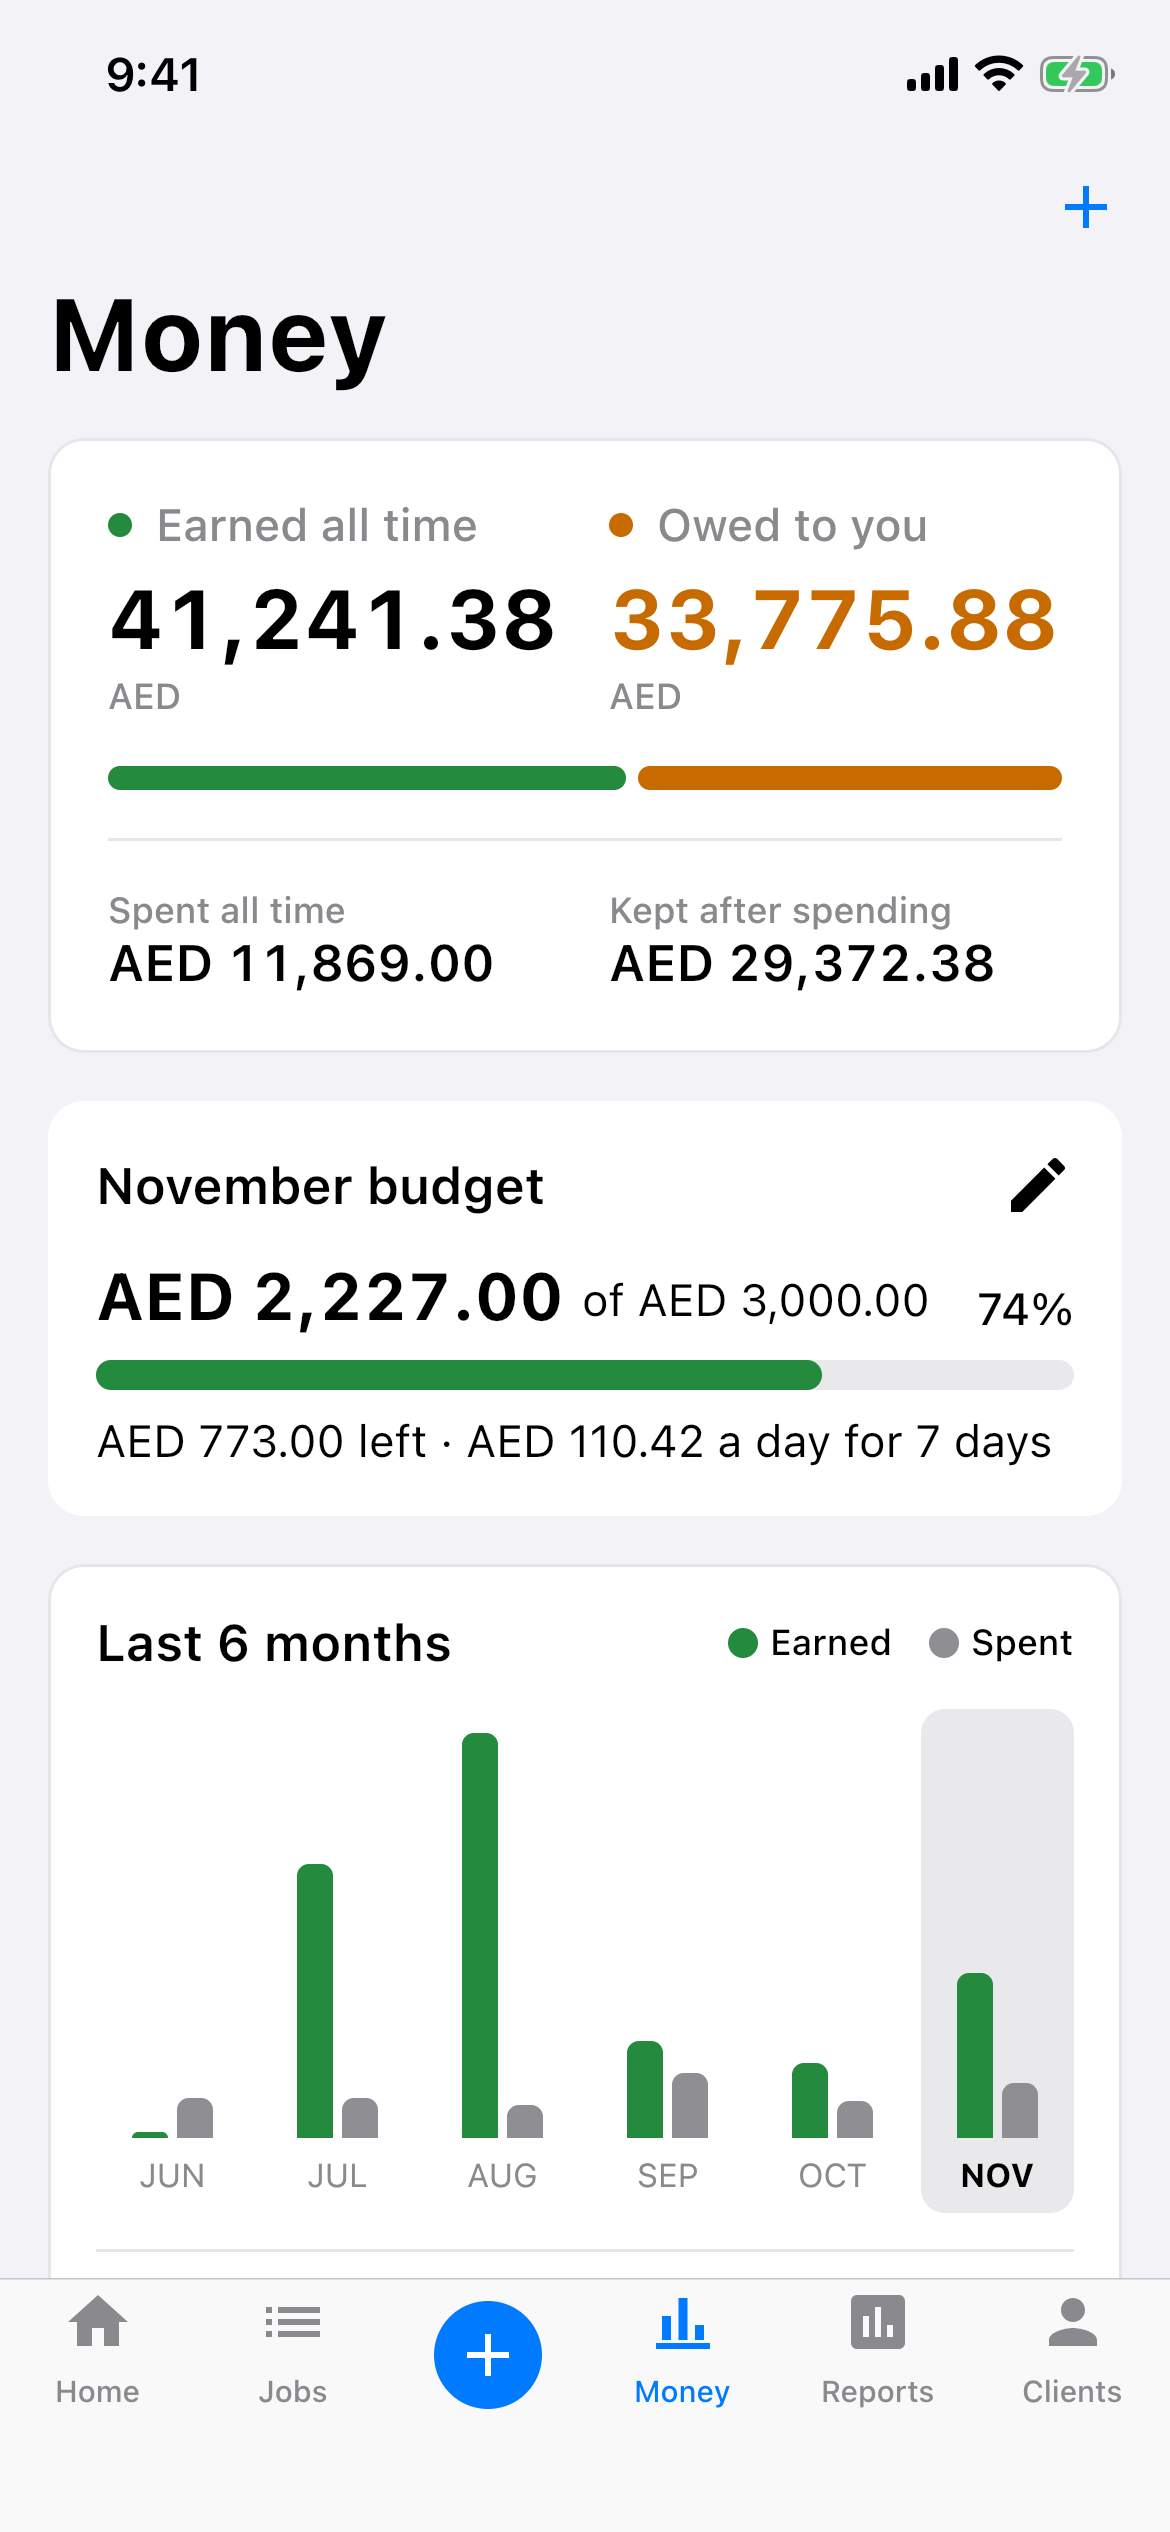 9:41
Money
Earned all time
Owed to you
41,241.38
33,775.88
AED
AED
Spent all time
Kept after spending
AED 11,869.00
AED 29,372.38
November budget
AED 2,227.00 of AED 3,000.00 74%
AED 773.00 left · AED 110.42 a day for 7 days
Last 6 months
Earned
Spent
JUN JUL AUG SEP OCT NOV
Home
Jobs
Money
Reports
Clients